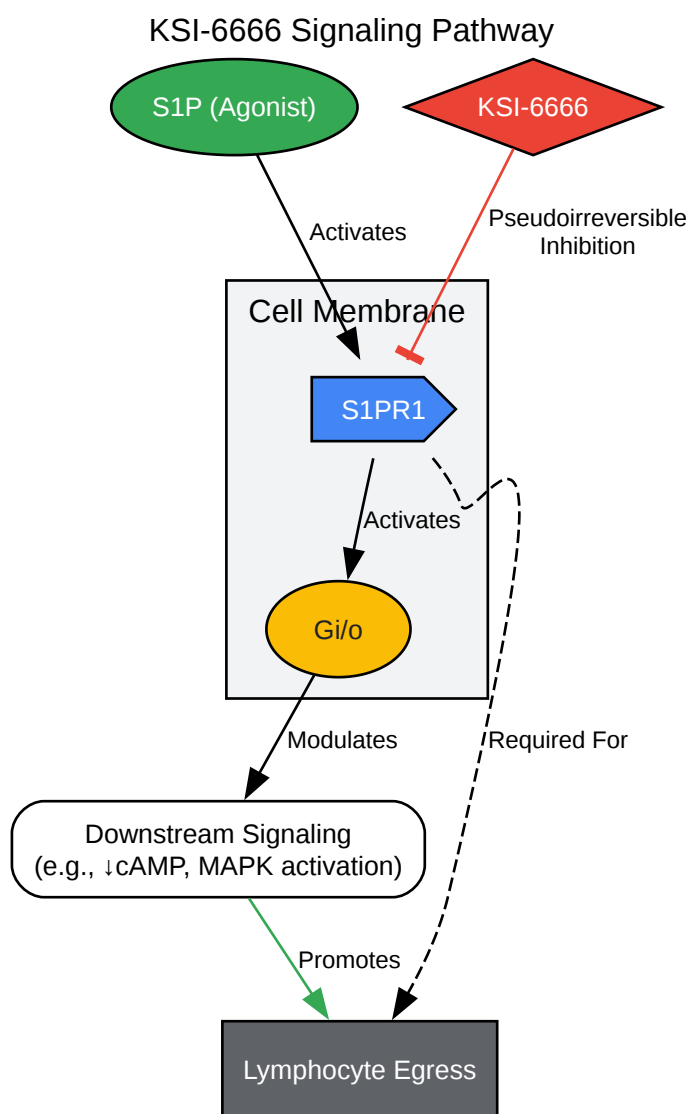 KSI-6666 Signaling Pathway
S1P (Agonist)
KSI-6666
Activates
Pseudoirreversible
Inhibition
Cell Membrane
S1PR1
Activates
Gi/o
Modulates
Required For
Downstream Signaling
(e.g., ↓cAMP, MAPK activation)
Promotes
Lymphocyte Egress